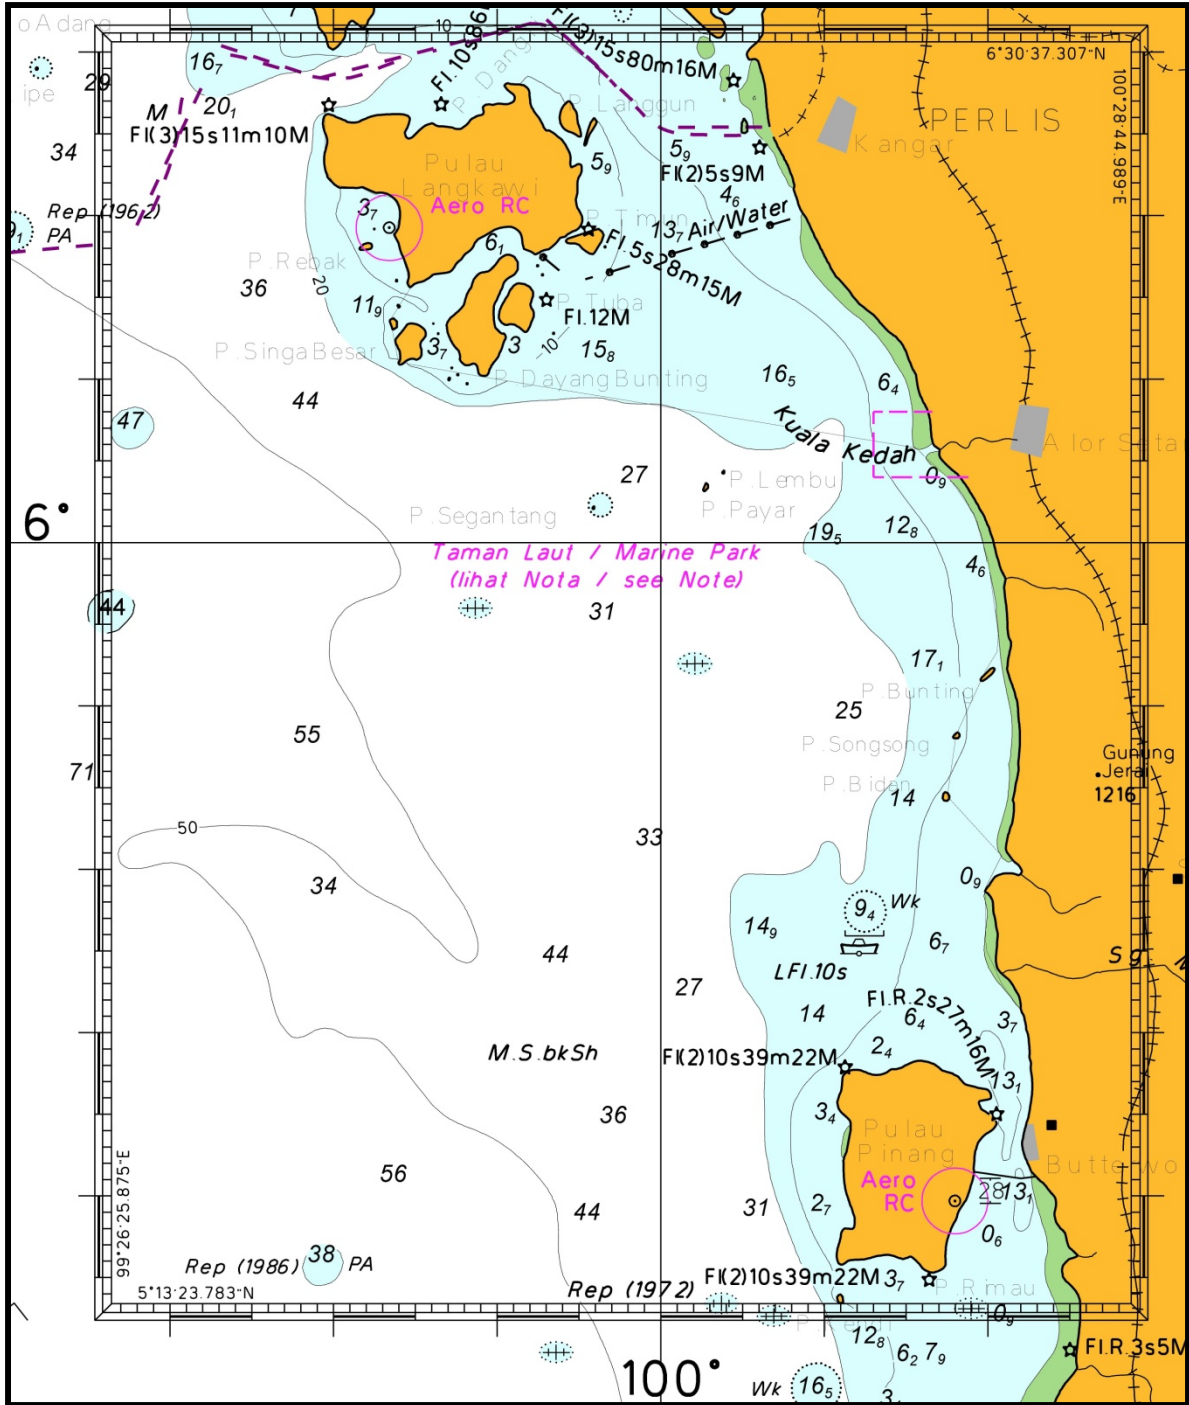 o Adang
ipe
29
16₇
20₁
M
Fl(3)15s11m10M
34
Fl.10s86
P. Dang
Fl(3)15s80m16M
6°30'37.307"N
100°28'44.989"E
PERLIS
Kangar
P. Langgun
5₉
5₉
Fl(2)5s9M
4₆
Pulau
Langkawi
Aero RC
3₇
Rep (1962)
PA
9₁
P. Timun
13₇
Air/Water
Fl.5s28m15M
6₁
P. Rebak
36
20
11₉
P. Tuba
Fl.12M
P. Singa Besar
3₇
3
10
15₈
P. Dayang Bunting
44
47
16₅
6₄
Kuala Kedah
Alor Setar
0₉
27
P. Lembu
P. Payar
P. Segantang
19₅
12₈
6°
Taman Laut / Marine Park
(lihat Nota / see Note)
4₆
44
31
17₁
P. Bunting
25
55
P. Songsong
71
P. Bidan
14
Gunung
Jerai
1216
50
33
34
0₉
9₄
Wk
14₉
6₇
44
LFl.10s
Sg
27
14
Fl.R.2s27m16M
6₄
3₇
M.S.bkSh
Fl(2)10s39m22M
2₄
13₁
36
3₄
Pulau
Pinang
Aero
RC
Butte wo
56
28
13₁
44
31
2₇
0₆
99°26'25.875"E
Rep (1986)
38
PA
5°13'23.783"N
Rep (1972)
Fl(2)10s39m22M
3₇
P. Rimau
0₉
12₈
6₂
7₉
Fl.R.3s5M
100°
Wk
16₅